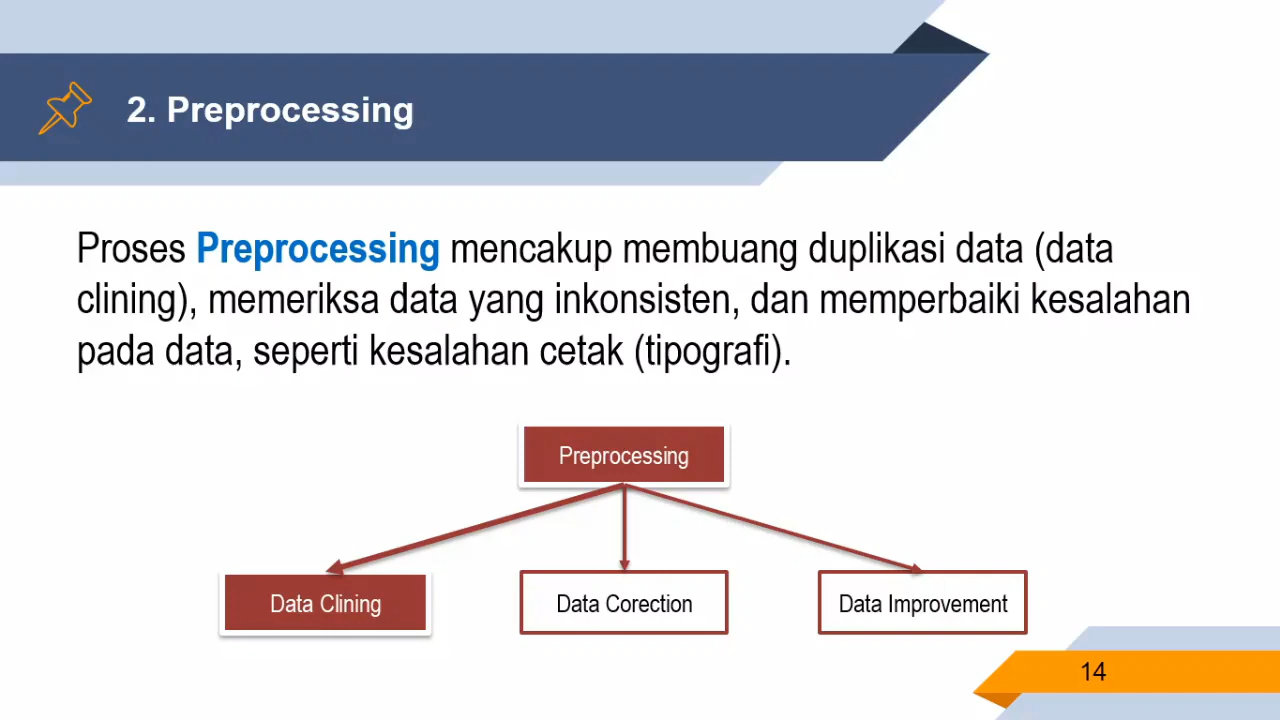 2. Preprocessing
Proses Preprocessing mencakup membuang duplikasi data (data
clining), memeriksa data yang inkonsisten, dan memperbaiki kesalahan
pada data, seperti kesalahan cetak (tipografi).
Preprocessing
Data Clining
Data Corection
Data Improvement
14